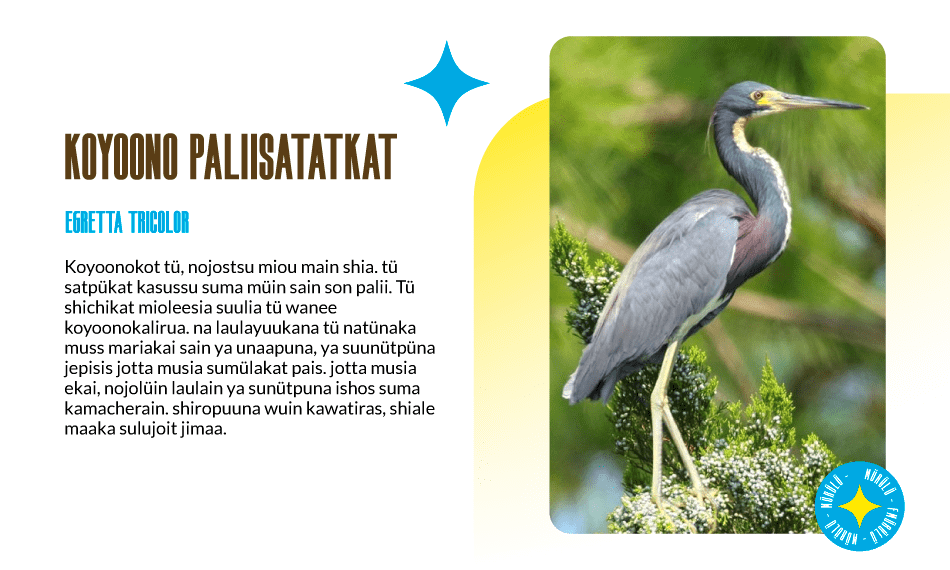 KOYOONO PALIISATATKAT
EGRETTA TRICOLOR
Koyoonokot tü, nojostsu miou main shia. tü
satpükat kasussu suma müin sain son palii. Tü
shichikat mioleesia suulia tü wanee
koyoonokalirua. na laulayuukana tü natünaka
muss mariakai sain ya unaapuna, ya suunütpüna
jepisis jotta musia sumülakat pais. jotta musia
ekai, nojolüin laulain ya sunütpuna ishos suma
kamacherain. shiropuuna wuin kawatiras, shiale
maaka sulujoit jimaa.